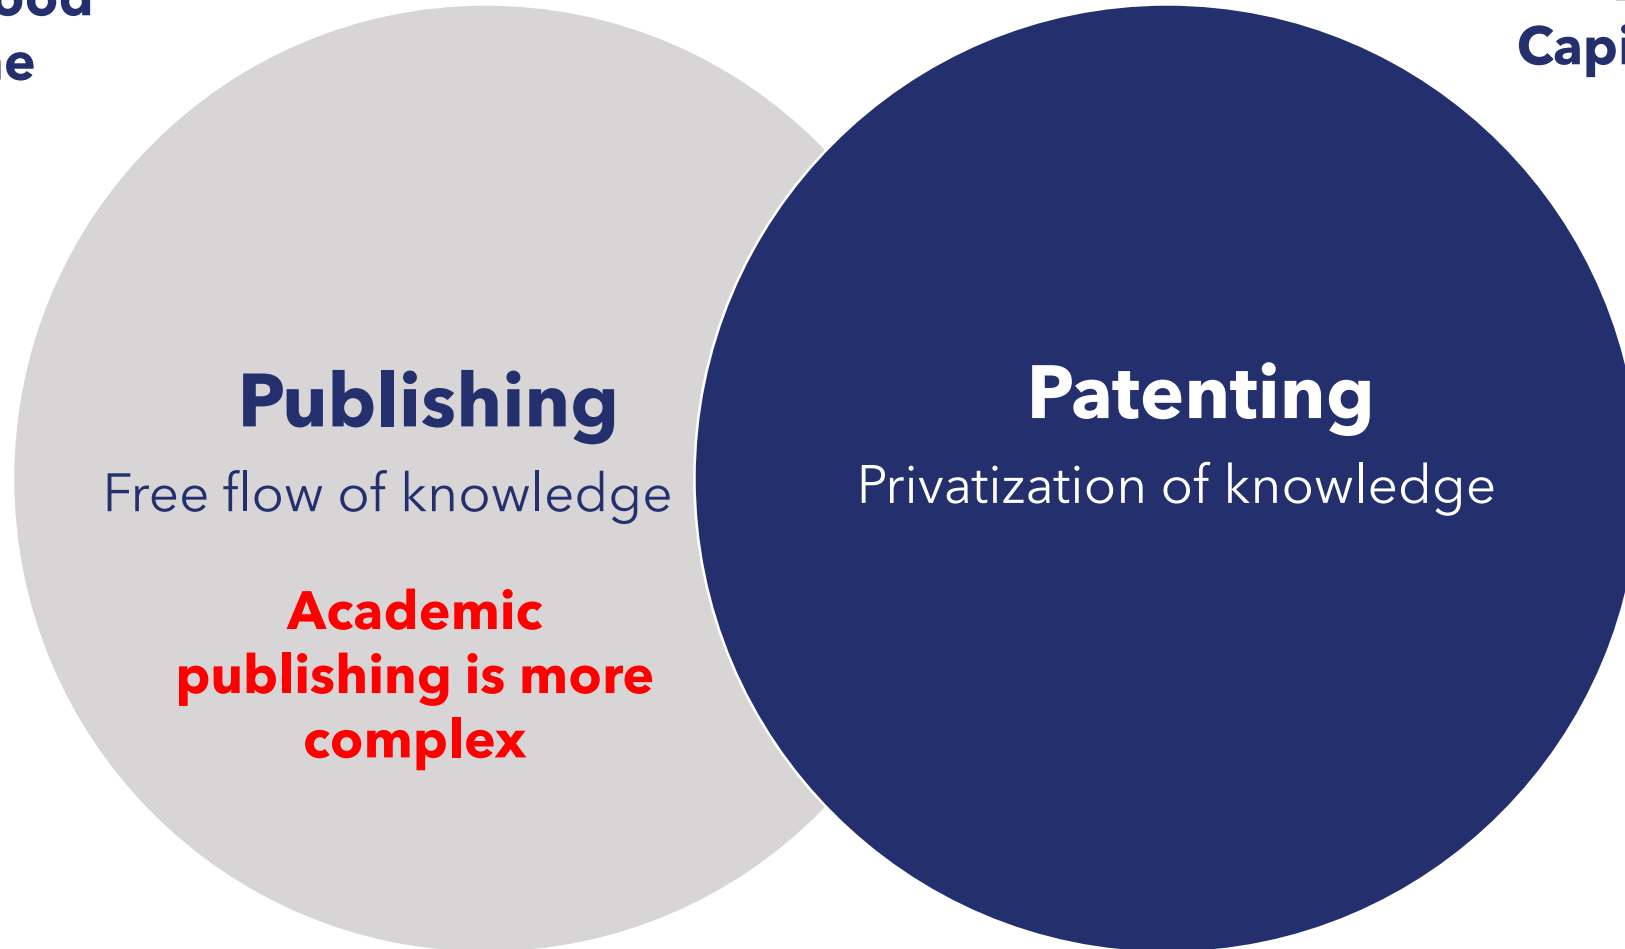 Publishing
Free flow of knowledge
Academic
publishing is more
complex
Patenting
Privatization of knowledge